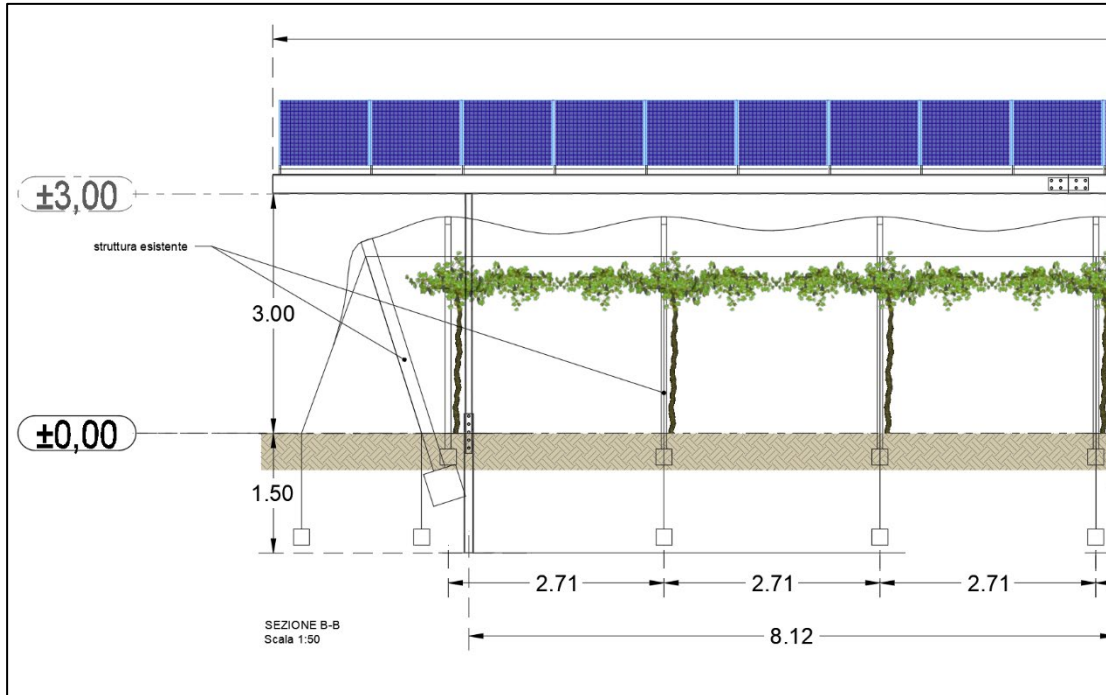 ±3,00
struttura esistente
3.00
±0,00
1.50
2.71
2.71
2.71
8.12
SEZIONE B-B
Scala 1:50